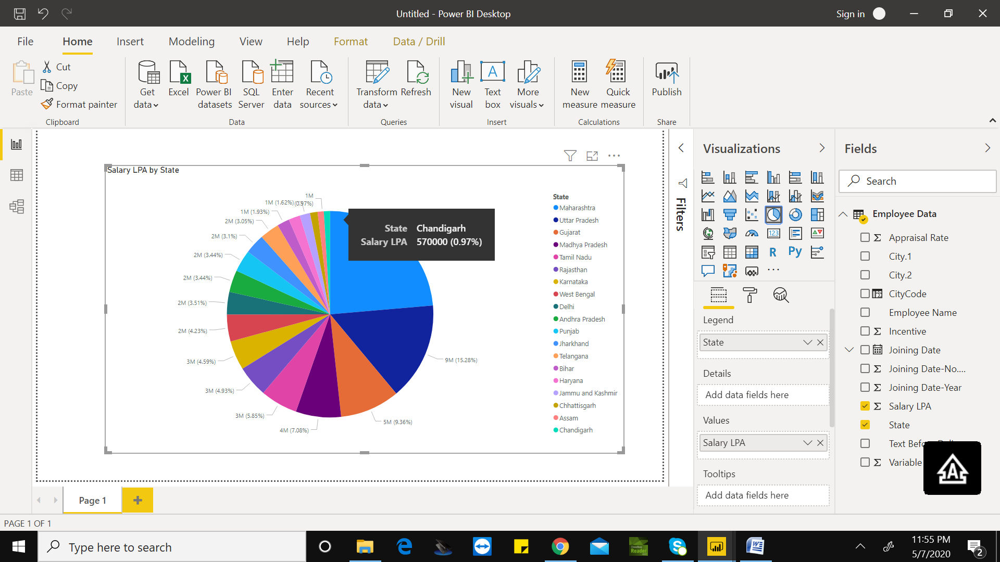 Untitled - Power BI Desktop
Sign in
File
Home
Insert
Modeling
View
Help
Format
Data / Drill
Paste
Cut
Copy
Format painter
Clipboard
Get data
Excel
Power BI datasets
SQL Server
Enter data
Recent sources
Data
Transform data
Refresh
Queries
New visual
A
Text box
More visuals
Insert
New measure
Quick measure
Calculations
Publish
Share
Salary LPA by State
1M
1M (1.62%)
(0.97%)
1M (1.93%)
2M (3.05%)
2M (3.1%)
2M (3.44%)
2M (3.44%)
2M (3.51%)
2M (4.23%)
3M (4.59%)
3M (4.93%)
3M (5.85%)
4M (7.08%)
5M (9.36%)
9M (15.28%)
State Chandigarh
Salary LPA 570000 (0.97%)
State
Maharashtra
Uttar Pradesh
Gujarat
Madhya Pradesh
Tamil Nadu
Rajasthan
Karnataka
West Bengal
Delhi
Andhra Pradesh
Punjab
Jharkhand
Telangana
Bihar
Haryana
Jammu and Kashmir
Chhattisgarh
Assam
Chandigarh
Filters
Visualizations
123
R
Py
Legend
State
Details
Add data fields here
Values
Salary LPA
Tooltips
Add data fields here
Fields
Search
Employee Data
Appraisal Rate
City.1
City.2
CityCode
Employee Name
Incentive
Joining Date
Joining Date-No....
Joining Date-Year
Salary LPA
State
Text
Variable
A
Page 1
PAGE 1 OF 1
Type here to search
Reader
11:55 PM
5/7/2020
2